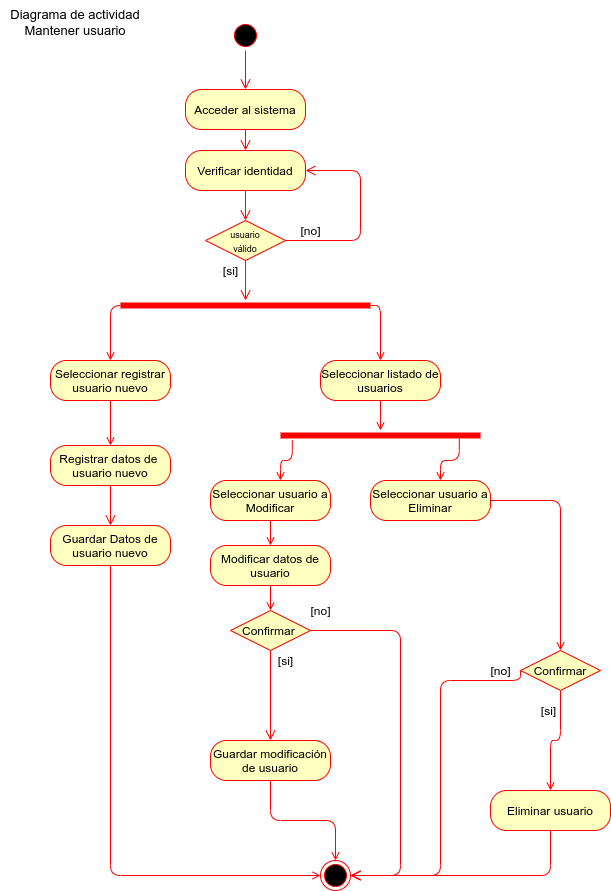 Diagrama de actividad
Mantener usuario
Acceder al sistema
Verificar identidad
usuario
válido
[no]
[si]
Seleccionar registrar
usuario nuevo
Seleccionar listado de
usuarios
Registrar datos de
usuario nuevo
Seleccionar usuario a
Modificar
Seleccionar usuario a
Eliminar
Guardar Datos de
usuario nuevo
Modificar datos de
usuario
[no]
Confirmar
[si]
[no]
Confirmar
[si]
Guardar modificación
de usuario
Eliminar usuario